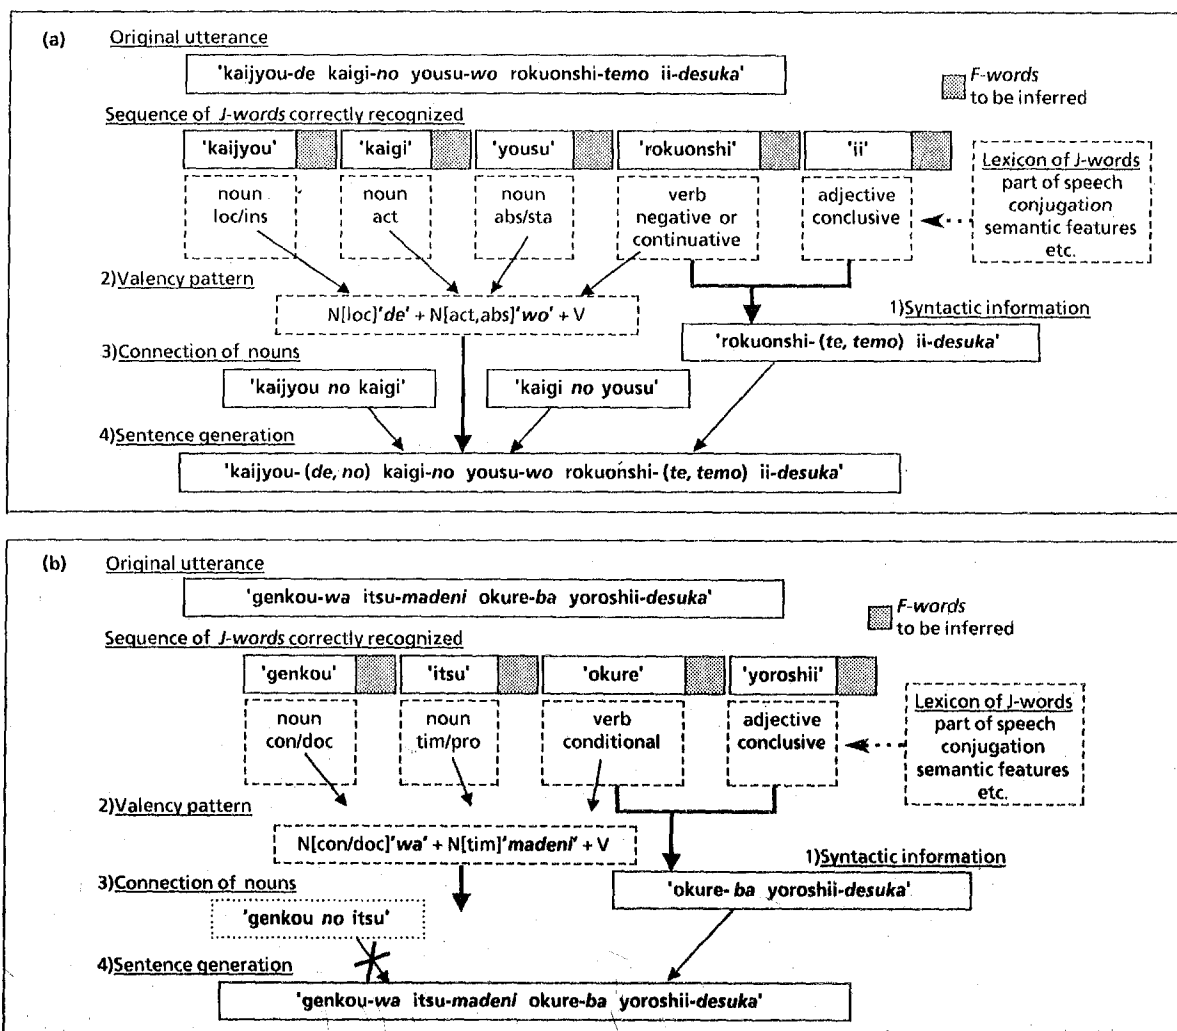 (a) Original utterance
'kaijyou-de kaigi-no yousu-wo rokuonshi-temo ii-desuka'
F-words
to be inferred
Sequence of J-words correctly recognized
'kaijyou' 'kaigi' 'yousu' 'rokuonshi' 'ii'
noun
loc/ins
noun
act
noun
abs/sta
verb
negative or
continuative
adjective
conclusive
Lexicon of J-words
part of speech
conjugation
semantic features
etc.
2)Valency pattern
N[loc]'de' + N[act,abs]'wo' + V
1)Syntactic information
'rokuonshi- (te, temo) ii-desuka'
3)Connection of nouns
'kaijyou no kaigi' 'kaigi no yousu'
4)Sentence generation
'kaijyou- (de, no) kaigi-no yousu-wo rokuonshi- (te, temo) ii-desuka'
(b) Original utterance
'genkou-wa itsu-madeni okure-ba yoroshii-desuka'
F-words
to be inferred
Sequence of J-words correctly recognized
'genkou' 'itsu' 'okure' 'yoroshii'
noun
con/doc
noun
tim/pro
verb
conditional
adjective
conclusive
Lexicon of J-words
part of speech
conjugation
semantic features
etc.
2)Valency pattern
N[con/doc]'wa' + N[tim]'madeni' + V
1)Syntactic information
'okure- ba yoroshii-desuka'
3)Connection of nouns
'genkou no itsu'
4)Sentence generation
'genkou-wa itsu-madeni okure-ba yoroshii-desuka'